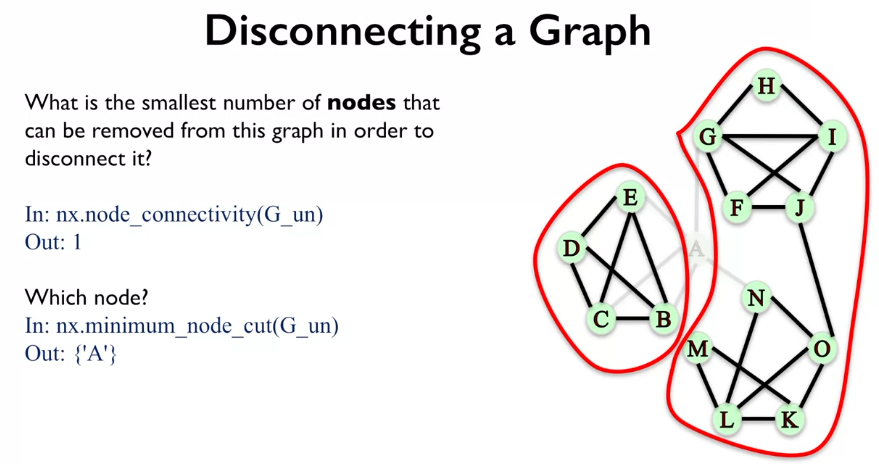 Disconnecting a Graph
What is the smallest number of nodes that
can be removed from this graph in order to
disconnect it?
In: nx.node_connectivity(G_un)
Out: 1
Which node?
In: nx.minimum_node_cut(G_un)
Out: {'A'}
H
G
I
F
J
E
D
A
C
B
N
M
O
L
K